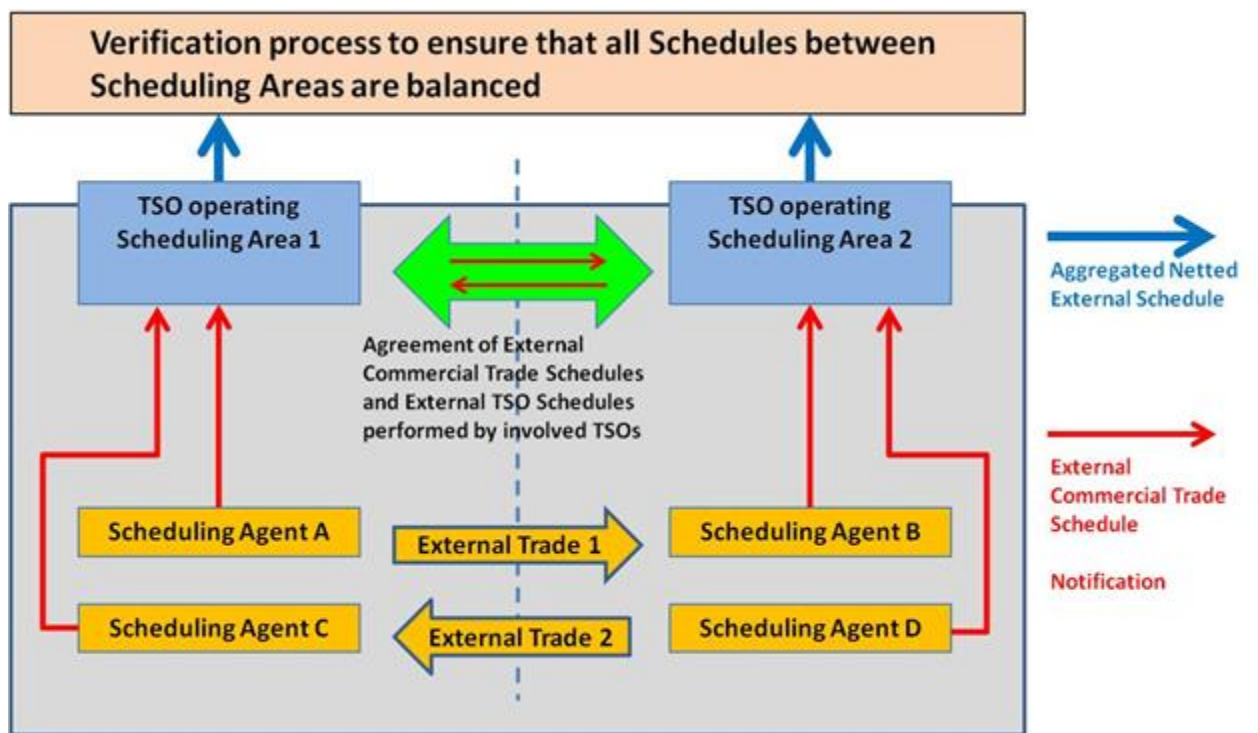 Verification process to ensure that all Schedules between
Scheduling Areas are balanced
TSO operating
Scheduling Area 1
TSO operating
Scheduling Area 2
Aggregated Netted
External Schedule
Agreement of External
Commercial Trade Schedules
and External TSO Schedules
performed by involved TSOs
External
Commercial Trade
Schedule
Notification
Scheduling Agent A
External Trade 1
Scheduling Agent B
Scheduling Agent C
External Trade 2
Scheduling Agent D